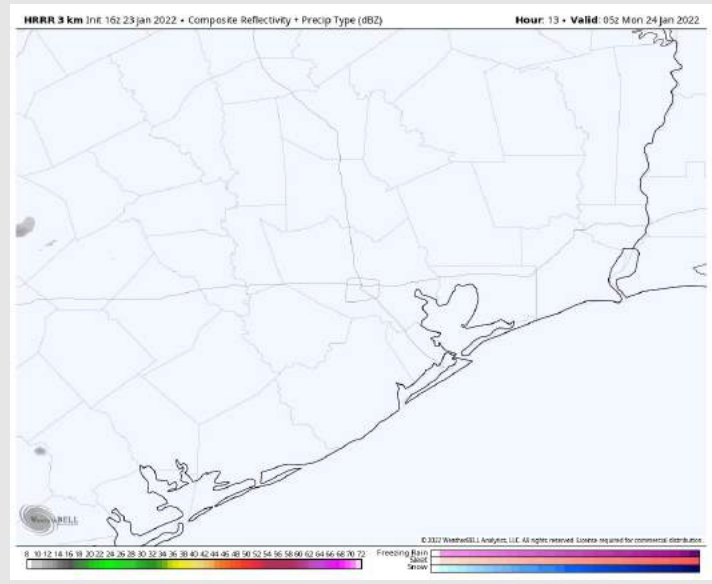 HRRR 3 km Init 16z 23 Jan 2022 • Composite Reflectivity + Precip Type (dBZ)
Hour: 13 • Valid: 05z Mon 24 Jan 2022
WeatherBELL
© 2022 WeatherBELL Analytics, LLC. All rights reserved. License required for commercial distribution.
8 10 12 14 16 18 20 22 24 26 28 30 32 34 36 38 40 42 44 46 48 50 52 54 56 58 60 62 64 66 68 70 72
Freezing Rain
Sleet
Snow